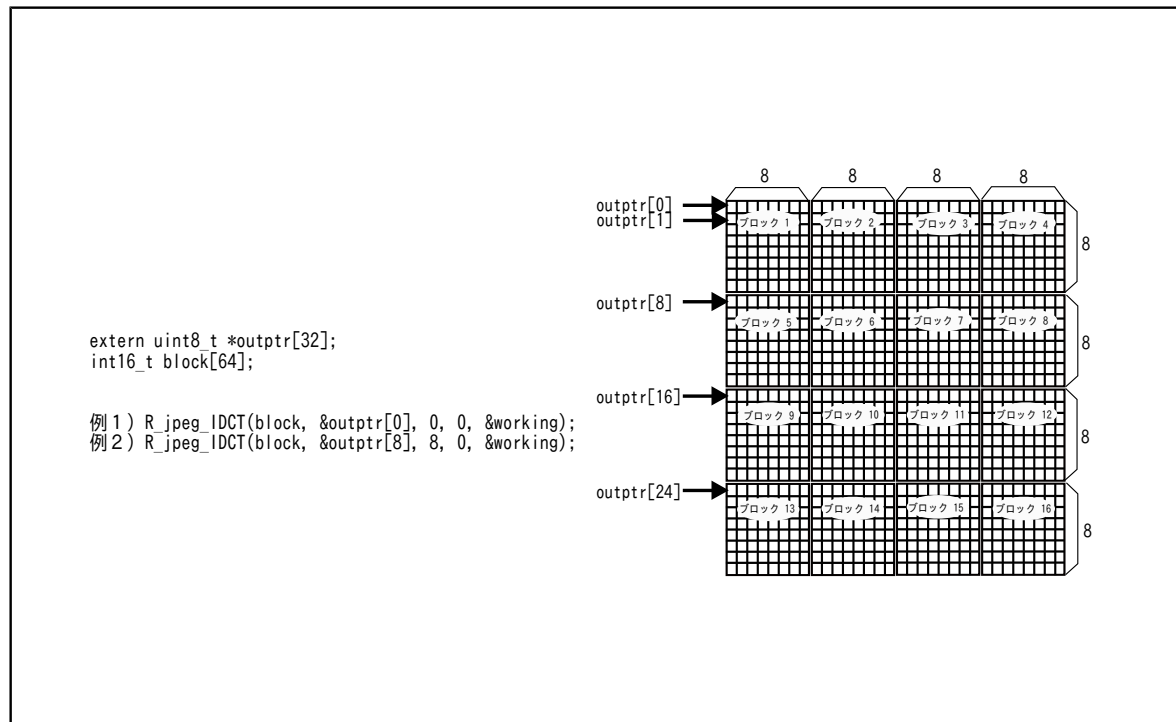 extern uint8_t *outptr[32];
int16_t block[64];
例１) R_jpeg_IDCT(block, &outptr[0], 0, 0, &working);
例２) R_jpeg_IDCT(block, &outptr[8], 8, 0, &working);
8 8 8 8
outptr[0]
outptr[1]
ブロック 1 ブロック 2 ブロック 3 ブロック 4
8
outptr[8]
ブロック 5 ブロック 6 ブロック 7 ブロック 8
8
outptr[16]
ブロック 9 ブロック 10 ブロック 11 ブロック 12
8
outptr[24]
ブロック 13 ブロック 14 ブロック 15 ブロック 16
8